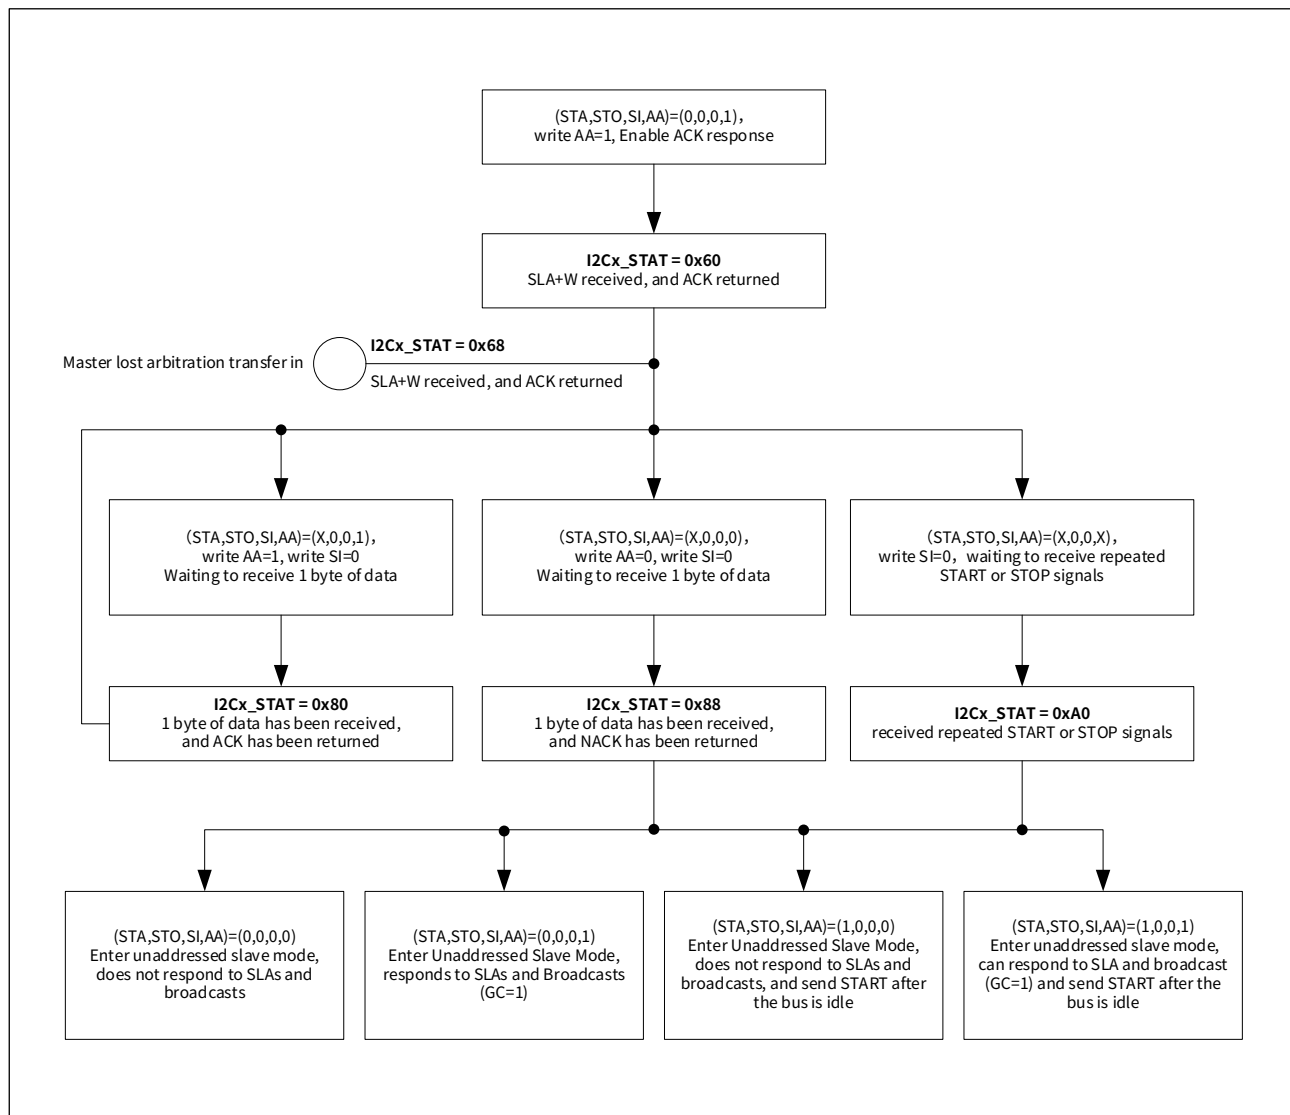 (STA,STO,SI,AA)=(0,0,0,1)，
write AA=1, Enable ACK response
I2Cx_STAT = 0x60
SLA+W received, and ACK returned
I2Cx_STAT = 0x68
Master lost arbitration transfer in
SLA+W received, and ACK returned
（STA,STO,SI,AA)=(X,0,0,1)，
write AA=1, write SI=0
Waiting to receive 1 byte of data
（STA,STO,SI,AA)=(X,0,0,0)，
write AA=0, write SI=0
Waiting to receive 1 byte of data
（STA,STO,SI,AA)=(X,0,0,X)，
write SI=0，waiting to receive repeated
START or STOP signals
I2Cx_STAT = 0x80
1 byte of data has been received,
and ACK has been returned
I2Cx_STAT = 0x88
1 byte of data has been received,
and NACK has been returned
I2Cx_STAT = 0xA0
received repeated START or STOP signals
(STA,STO,SI,AA)=(0,0,0,0)
Enter unaddressed slave mode,
does not respond to SLAs and
broadcasts
(STA,STO,SI,AA)=(0,0,0,1)
Enter Unaddressed Slave Mode,
responds to SLAs and Broadcasts
(GC=1)
(STA,STO,SI,AA)=(1,0,0,0)
Enter Unaddressed Slave Mode,
does not respond to SLAs and
broadcasts, and send START after
the bus is idle
(STA,STO,SI,AA)=(1,0,0,1)
Enter unaddressed slave mode,
can respond to SLA and broadcast
(GC=1) and send START after the
bus is idle